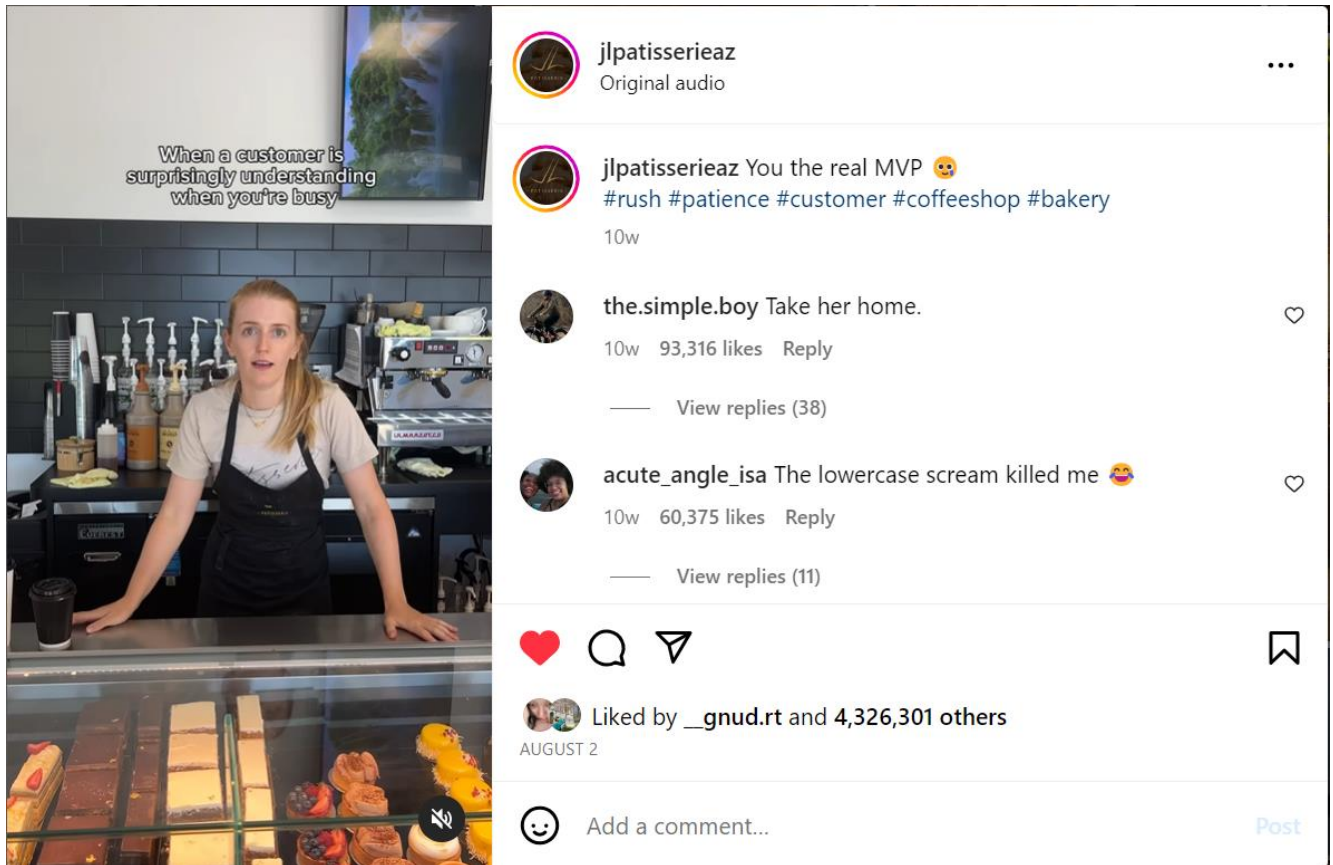 When a customer is
surprisingly understanding
when you're busy
EVEREST
jlpatisserieaz
Original audio
jlpatisserieaz You the real MVP 🥲
#rush #patience #customer #coffeeshop #bakery
10w
the.simple.boy Take her home.
10w 93,316 likes Reply
View replies (38)
acute_angle_isa The lowercase scream killed me 😂
10w 60,375 likes Reply
View replies (11)
Liked by __gnud.rt and 4,326,301 others
AUGUST 2
Add a comment...
Post